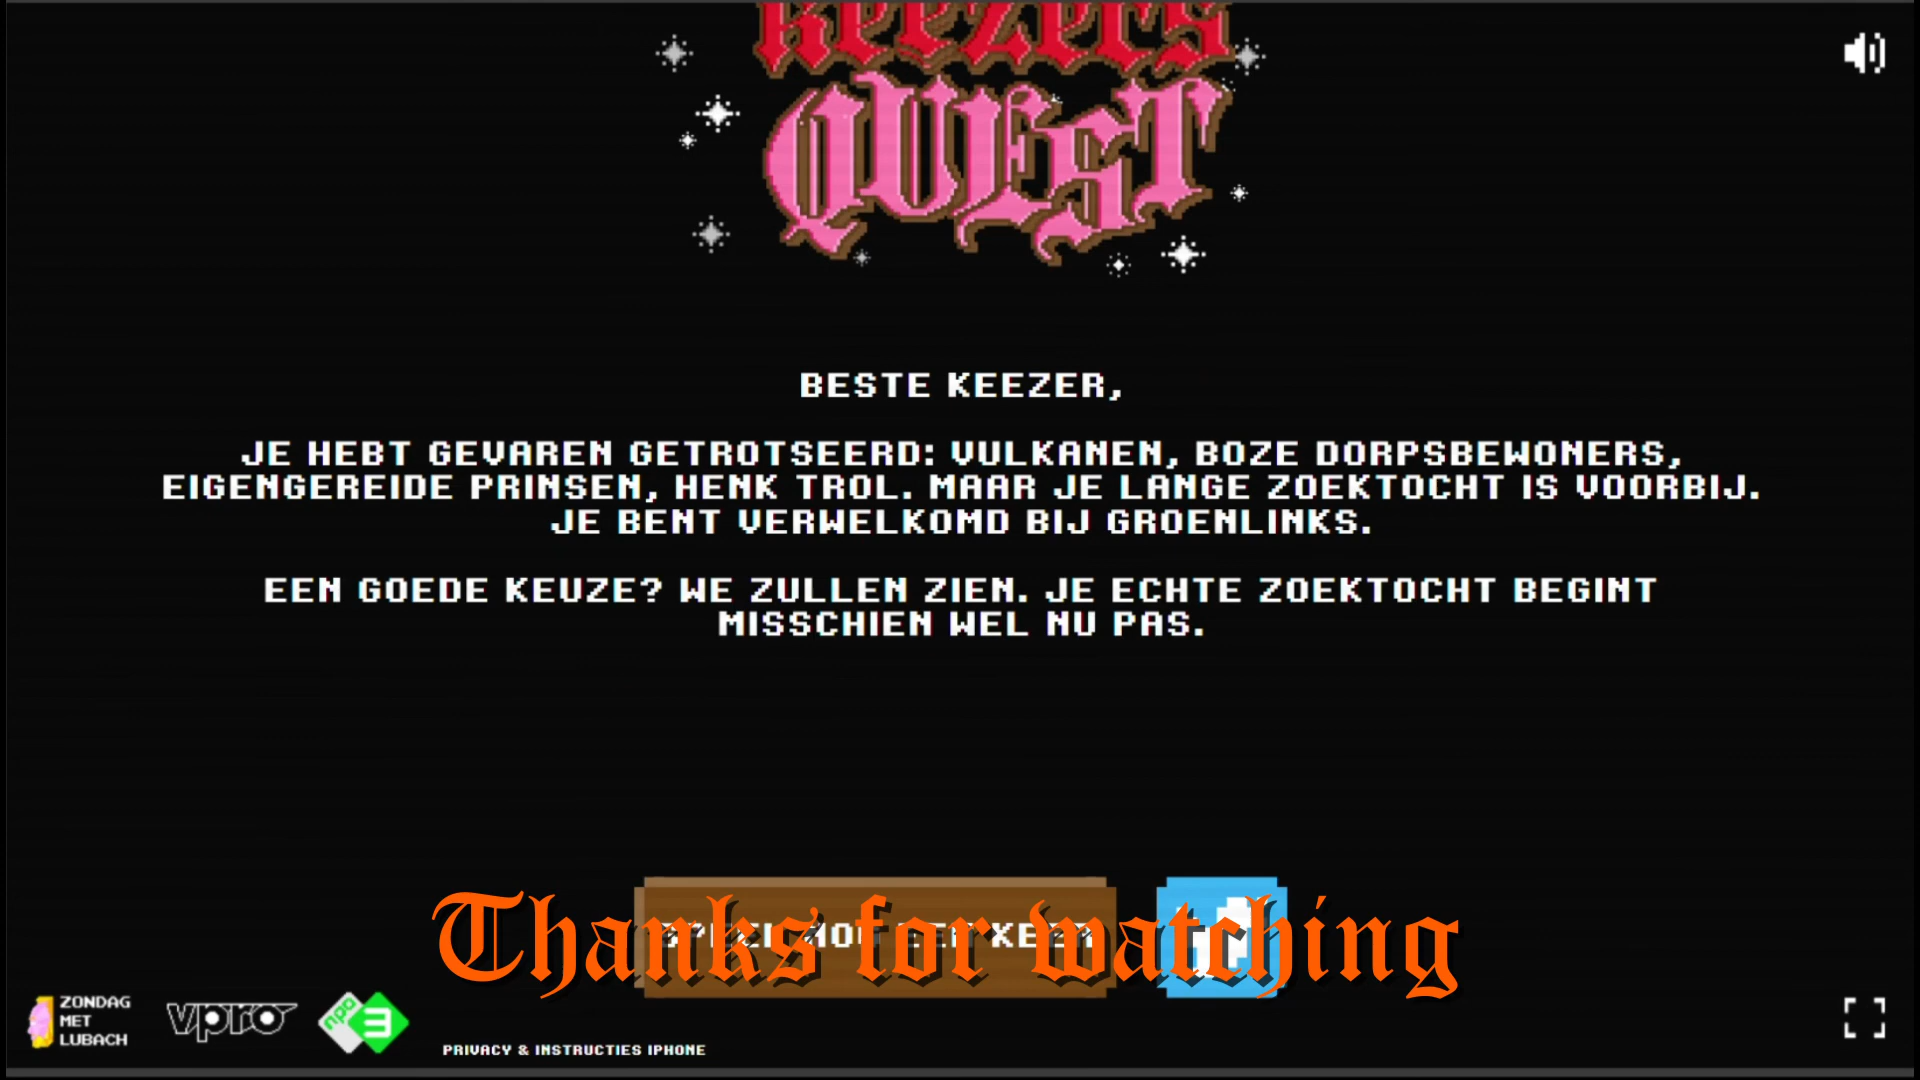 Keezers
QUEST
BESTE KEEZER,
JE HEBT GEVAREN GETROTSEERD: VULKANEN, BOZE DORPSBEWONERS,
EIGENGEREIDE PRINSEN, HENK TROL. MAAR JE LANGE ZOEKTOCHT IS VOORBIJ.
JE BENT VERWELKOMD BIJ GROENLINKS.
EEN GOEDE KEUZE? WE ZULLEN ZIEN. JE ECHTE ZOEKTOCHT BEGINT
MISSCHIEN WEL NU PAS.
Thanks for watching
ZONDAG
MET
LUBACH
vpro
npo 3
PRIVACY & INSTRUCTIES IPHONE